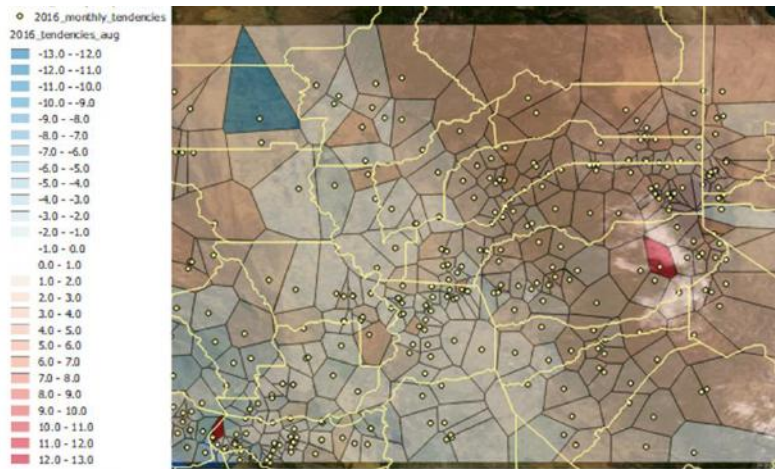 2016_monthly_tendencies
2016_tendencies_aug
-13.0 - -12.0
-12.0 - -11.0
-11.0 - -10.0
-10.0 - -9.0
-9.0 - -8.0
-8.0 - -7.0
-7.0 - -6.0
-6.0 - -5.0
-5.0 - -4.0
-4.0 - -3.0
-3.0 - -2.0
-2.0 - -1.0
-1.0 - 0.0
0.0 - 1.0
1.0 - 2.0
2.0 - 3.0
3.0 - 4.0
4.0 - 5.0
5.0 - 6.0
6.0 - 7.0
7.0 - 8.0
8.0 - 9.0
9.0 - 10.0
10.0 - 11.0
11.0 - 12.0
12.0 - 13.0